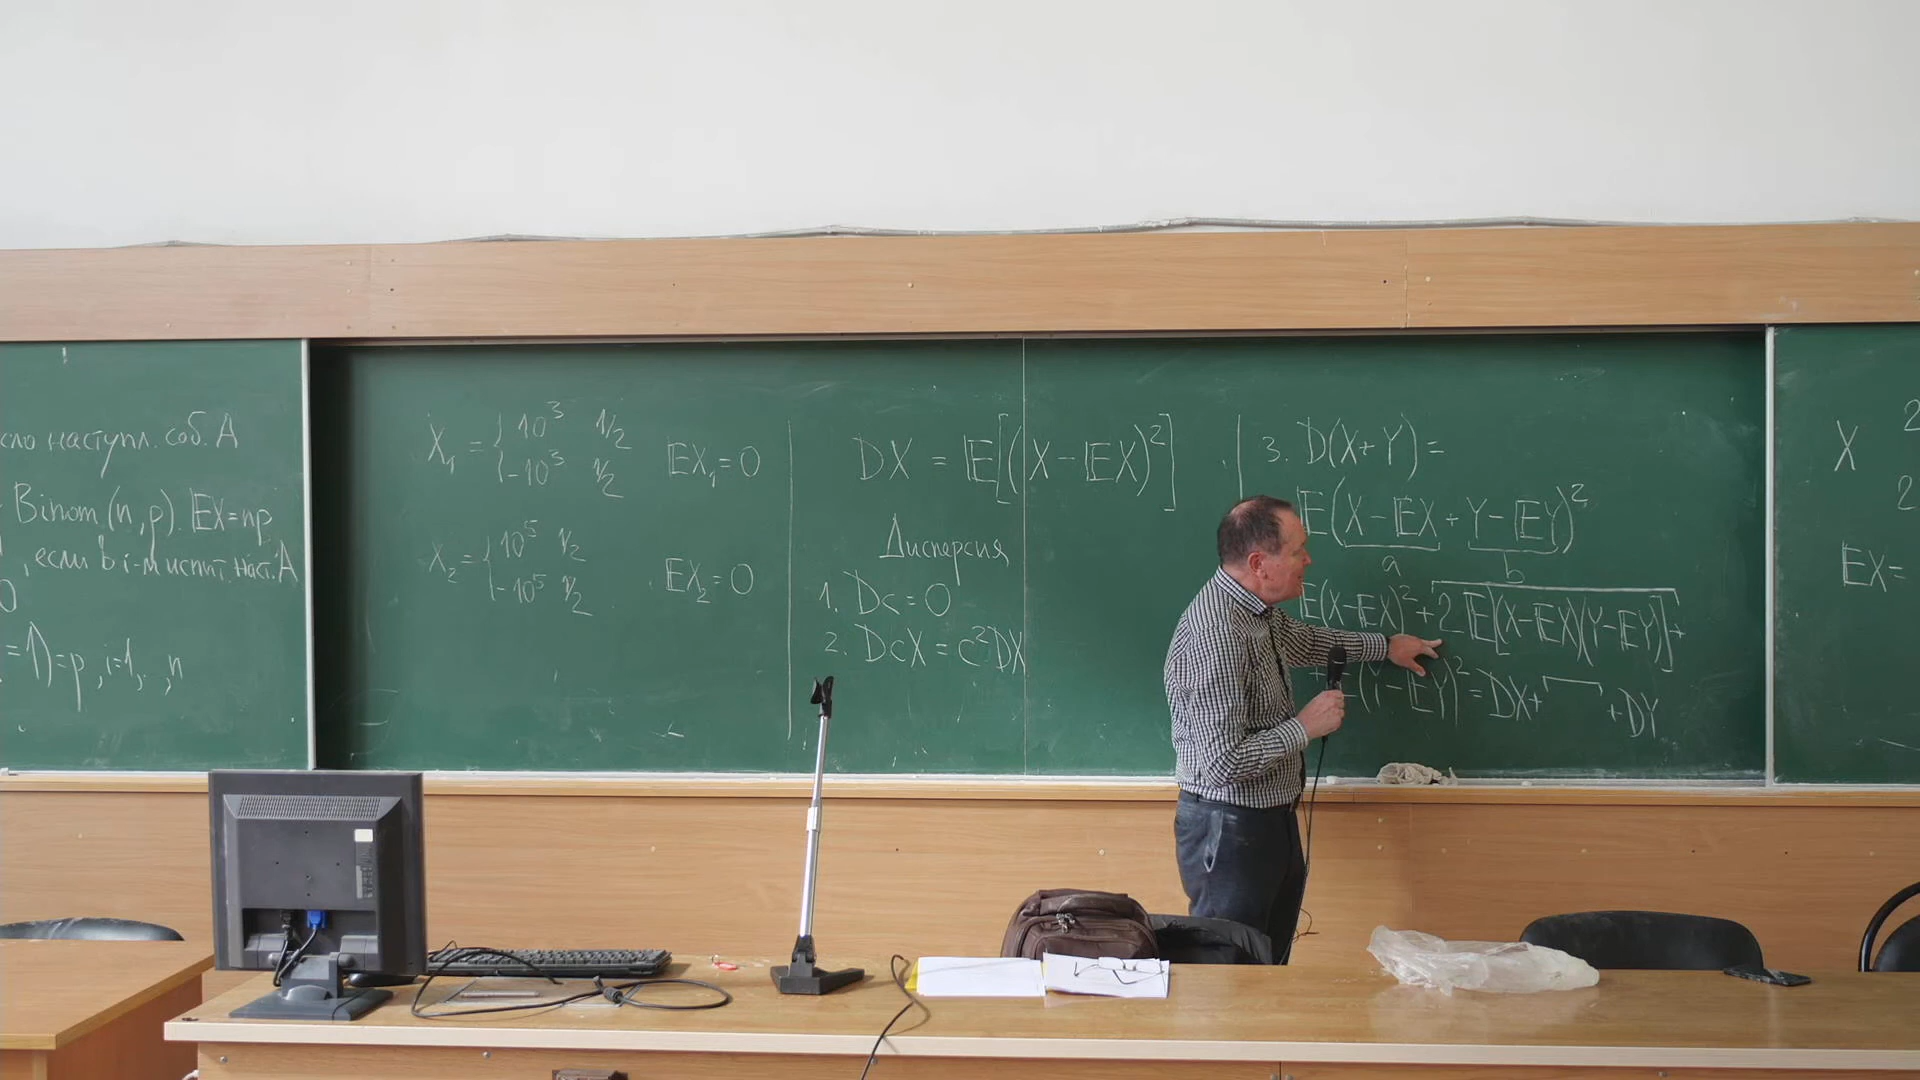 наступл. соб. A
Binom(n, p). 𝔼X=np
, если в i-м испыт. наст. A
=1)=p, i=1,..,n
X₁ = { 10³ 1/2
-10³ 1/2
𝔼X₁=0
X₂ = { 10⁵ 1/2
-10⁵ 1/2
𝔼X₂=0
DX = 𝔼[(X-𝔼X)²]
Дисперсия
1. Dc=0
2. DcX = c²DX
3. D(X+Y)=
𝔼(X-𝔼X+Y-𝔼Y)²
a b
𝔼(X-𝔼X)²+2𝔼[(X-𝔼X)(Y-𝔼Y)]+
+𝔼(Y-𝔼Y)²=DX+ +DY
X
𝔼X=